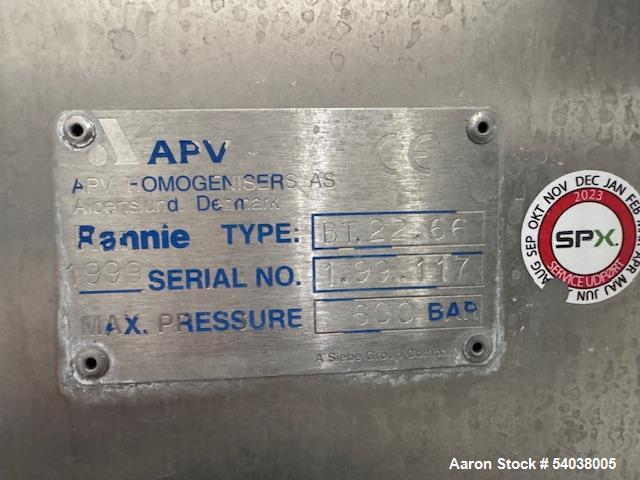 APV
CE
APV HOMOGENISERS AS
Albertslund Denmark
Rannie TYPE: BT.22.66
1999 SERIAL NO. 1.99.117
MAX. PRESSURE 600 BAR
A Siebe Group Company
AUG SEP OKT NOV DEC JAN FEB MAR APR MAJ JUN
2023
SPX.
SERVICE UDFØRT
Aaron Stock # 54038005